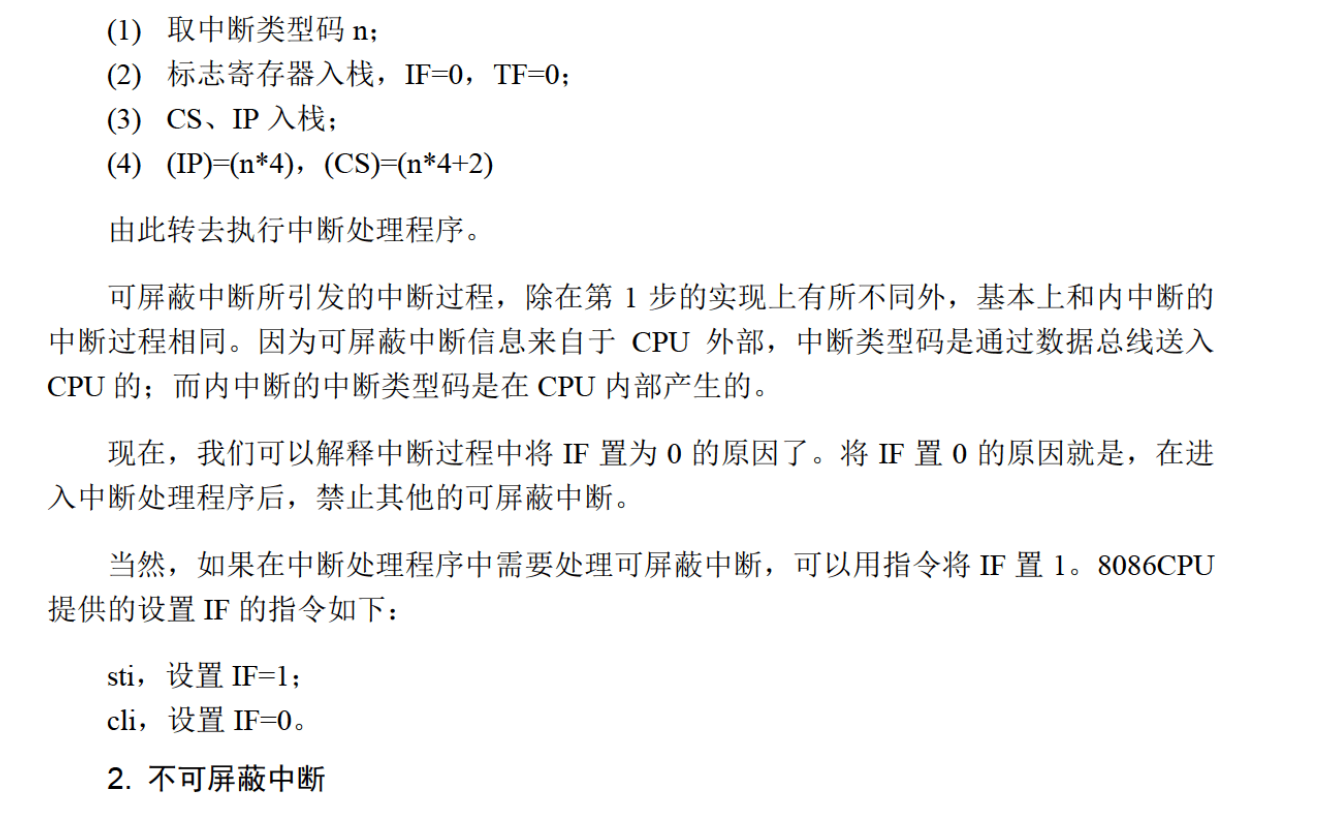 (1) 取中断类型码 n；
(2) 标志寄存器入栈，IF=0，TF=0；
(3) CS、IP 入栈；
(4) (IP)=(n*4)，(CS)=(n*4+2)
由此转去执行中断处理程序。
可屏蔽中断所引发的中断过程，除在第 1 步的实现上有所不同外，基本上和内中断的
中断过程相同。因为可屏蔽中断信息来自于 CPU 外部，中断类型码是通过数据总线送入
CPU 的；而内中断的中断类型码是在 CPU 内部产生的。
现在，我们可以解释中断过程中将 IF 置为 0 的原因了。将 IF 置 0 的原因就是，在进
入中断处理程序后，禁止其他的可屏蔽中断。
当然，如果在中断处理程序中需要处理可屏蔽中断，可以用指令将 IF 置 1。8086CPU
提供的设置 IF 的指令如下：
sti，设置 IF=1；
cli，设置 IF=0。
2. 不可屏蔽中断